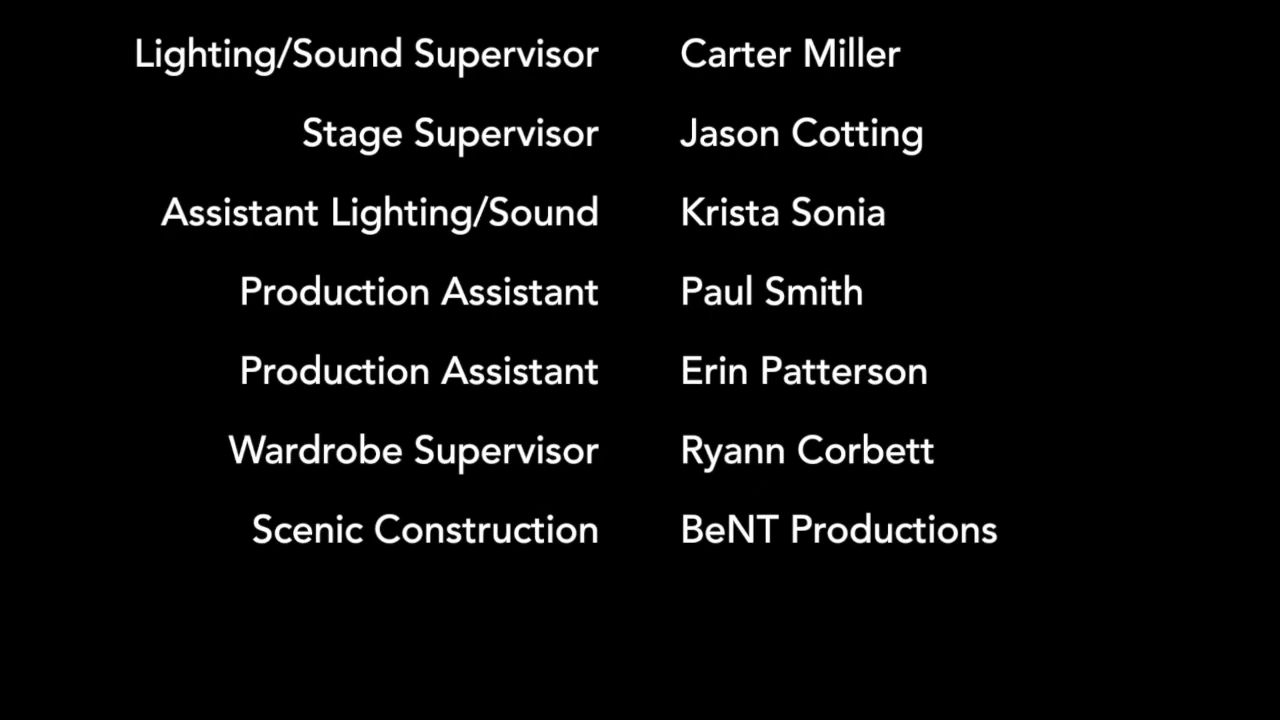 Lighting/Sound Supervisor Carter Miller
Stage Supervisor Jason Cotting
Assistant Lighting/Sound Krista Sonia
Production Assistant Paul Smith
Production Assistant Erin Patterson
Wardrobe Supervisor Ryann Corbett
Scenic Construction BeNT Productions